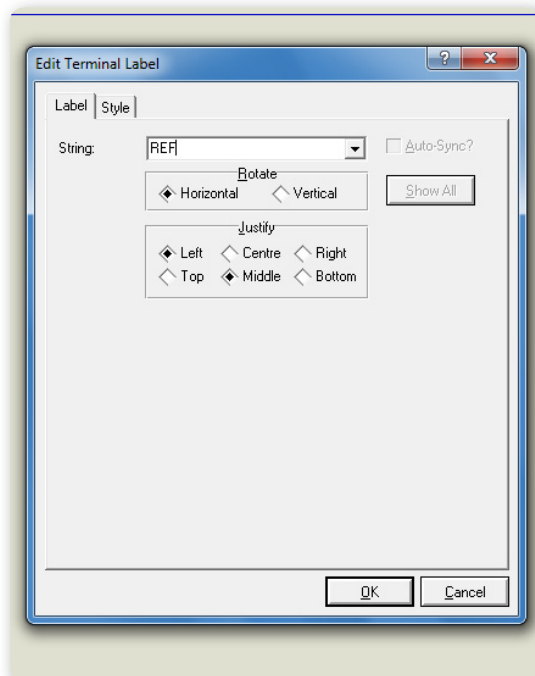 Edit Terminal Label
Label Style
String: REF Auto-Sync?
Rotate
Horizontal Vertical Show All
Justify
Left Centre Right
Top Middle Bottom
OK Cancel